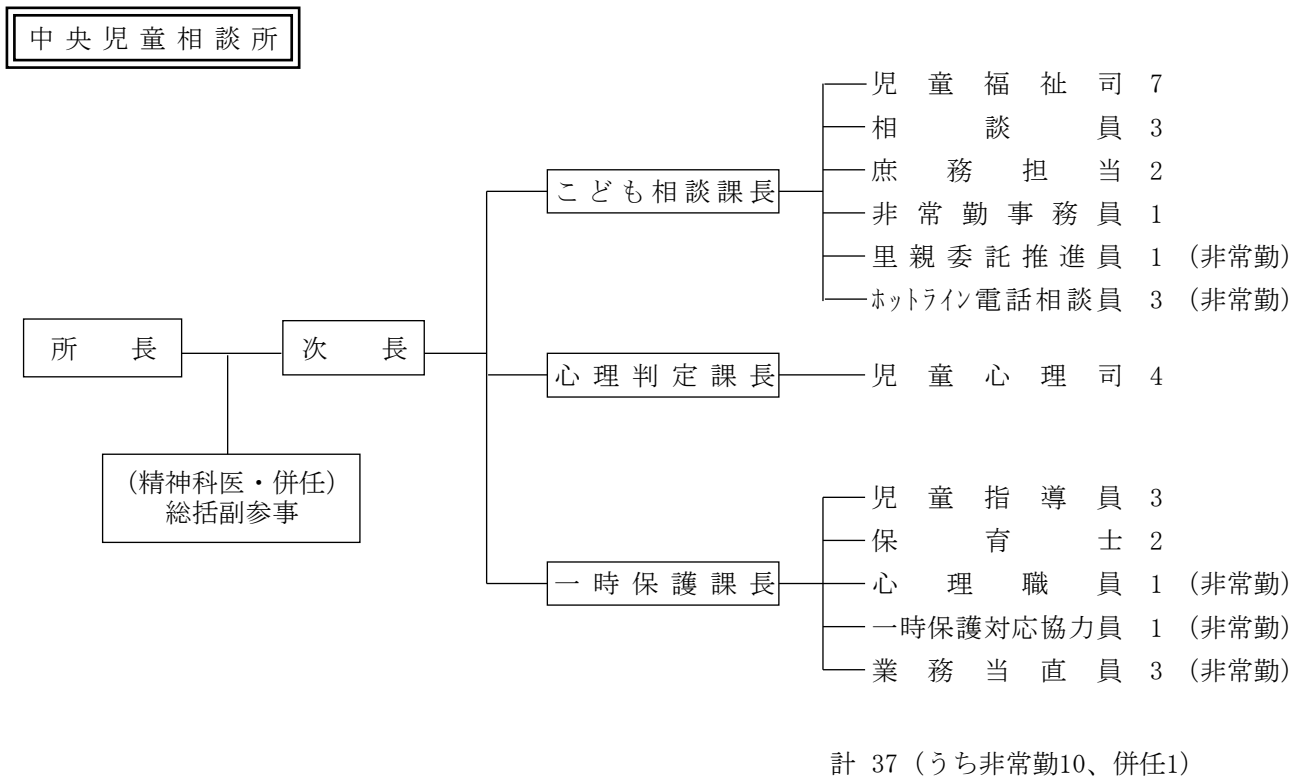 中央児童相談所
児童福祉司 7
相談員 3
庶務担当 2
こども相談課長
非常勤事務員 1
里親委託推進員 1 (非常勤)
ﾎｯﾄﾗｲﾝ電話相談員 3 (非常勤)
所長
次長
心理判定課長
児童心理司 4
(精神科医・併任)
総括副参事
児童指導員 3
保育士 2
一時保護課長
心理職員 1 (非常勤)
一時保護対応協力員 1 (非常勤)
業務当直員 3 (非常勤)
計 37 (うち非常勤10、併任1)